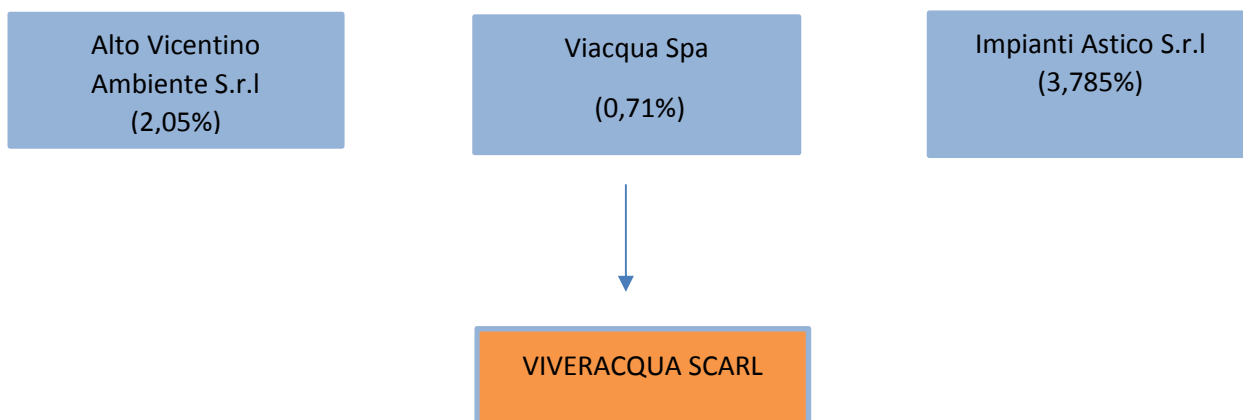 Alto Vicentino
Ambiente S.r.l
(2,05%)
Viacqua Spa
(0,71%)
Impianti Astico S.r.l
(3,785%)
VIVERACQUA SCARL